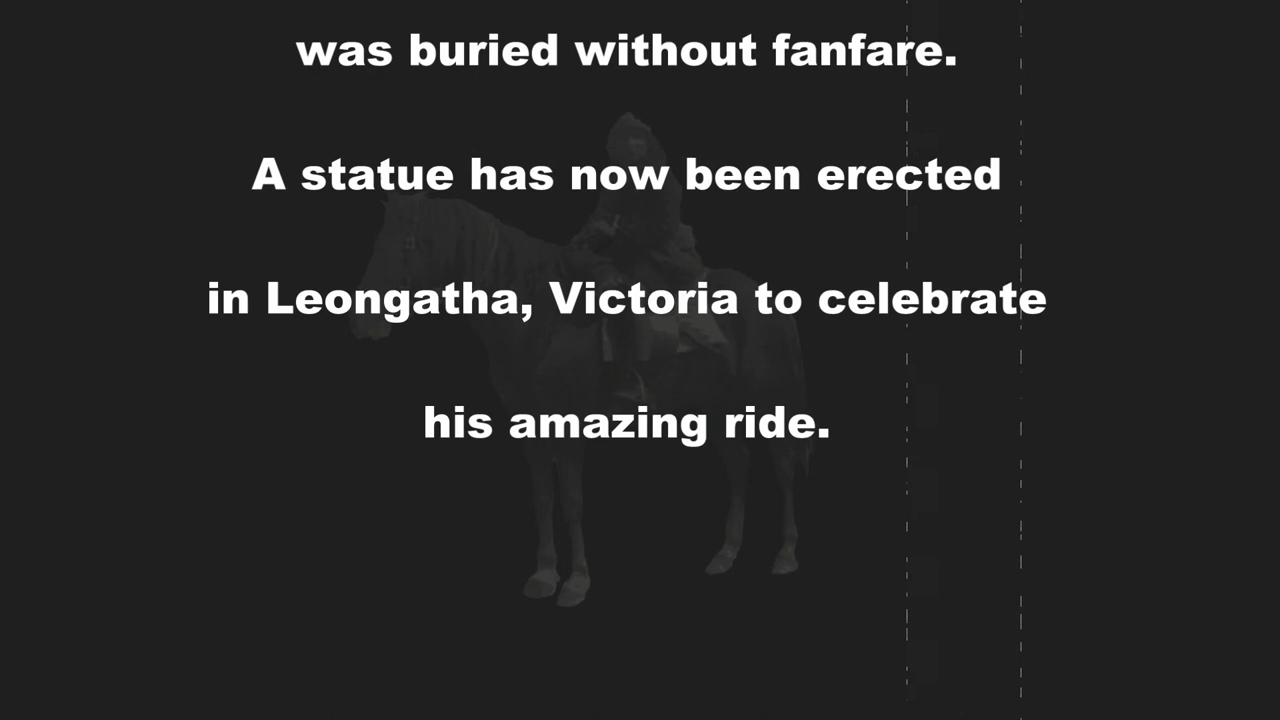 was buried without fanfare.
A statue has now been erected
in Leongatha, Victoria to celebrate
his amazing ride.